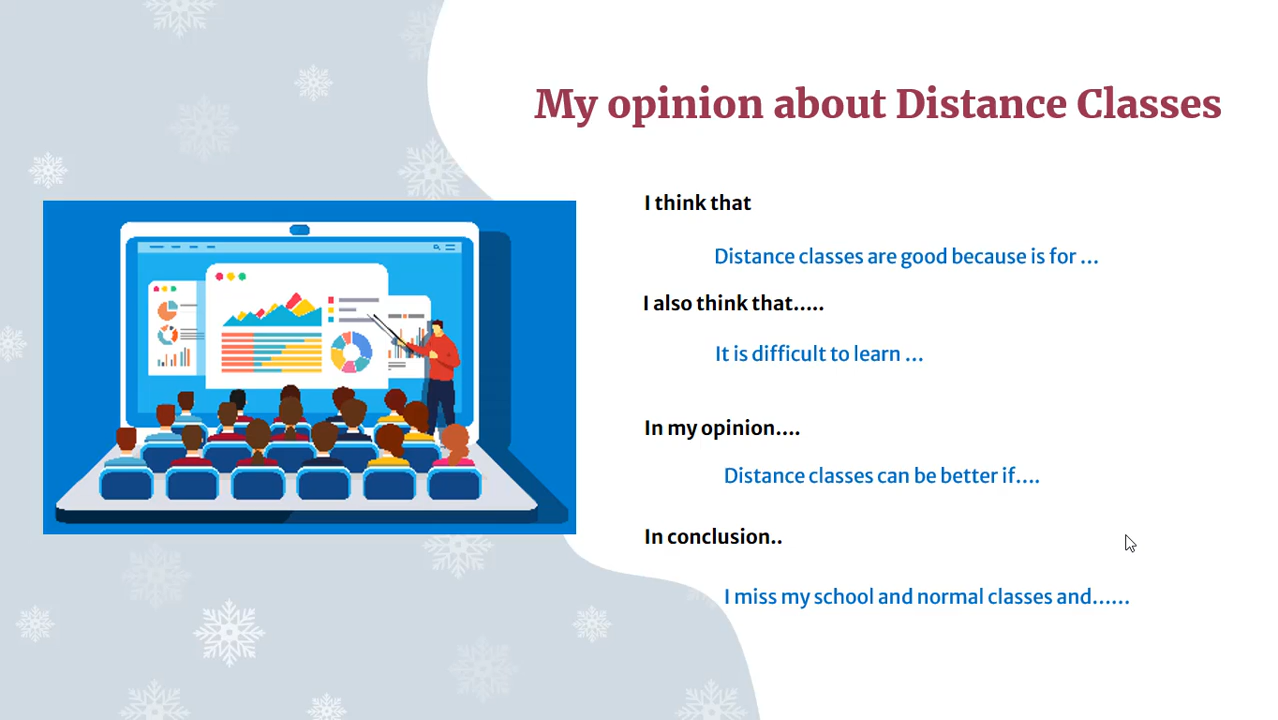 My opinion about Distance Classes
I think that
Distance classes are good because is for ...
I also think that.....
It is difficult to learn ...
In my opinion....
Distance classes can be better if....
In conclusion..
I miss my school and normal classes and......